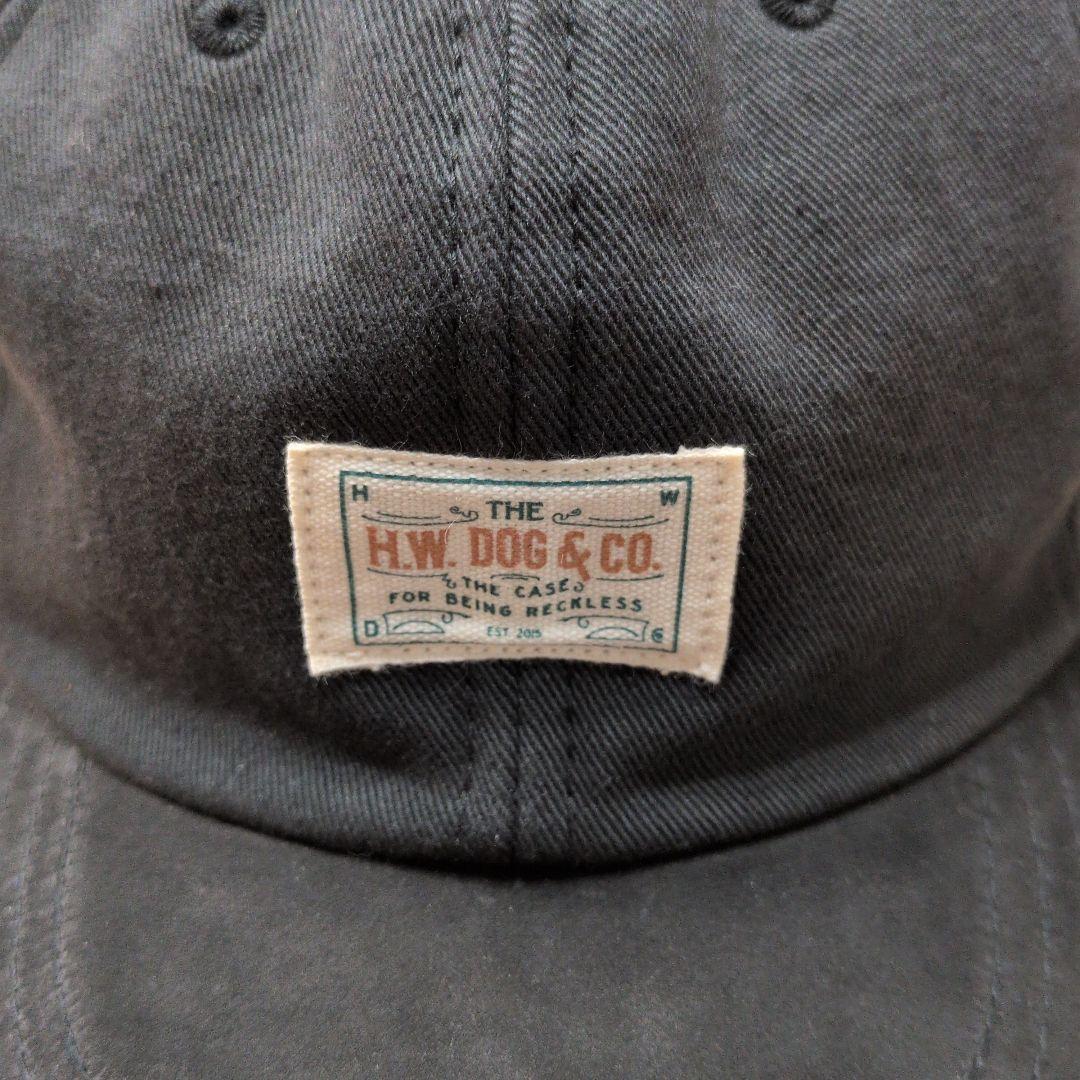 H W
THE
H.W. DOG & CO.
THE CASE
FOR BEING RECKLESS
D G
EST. 2015